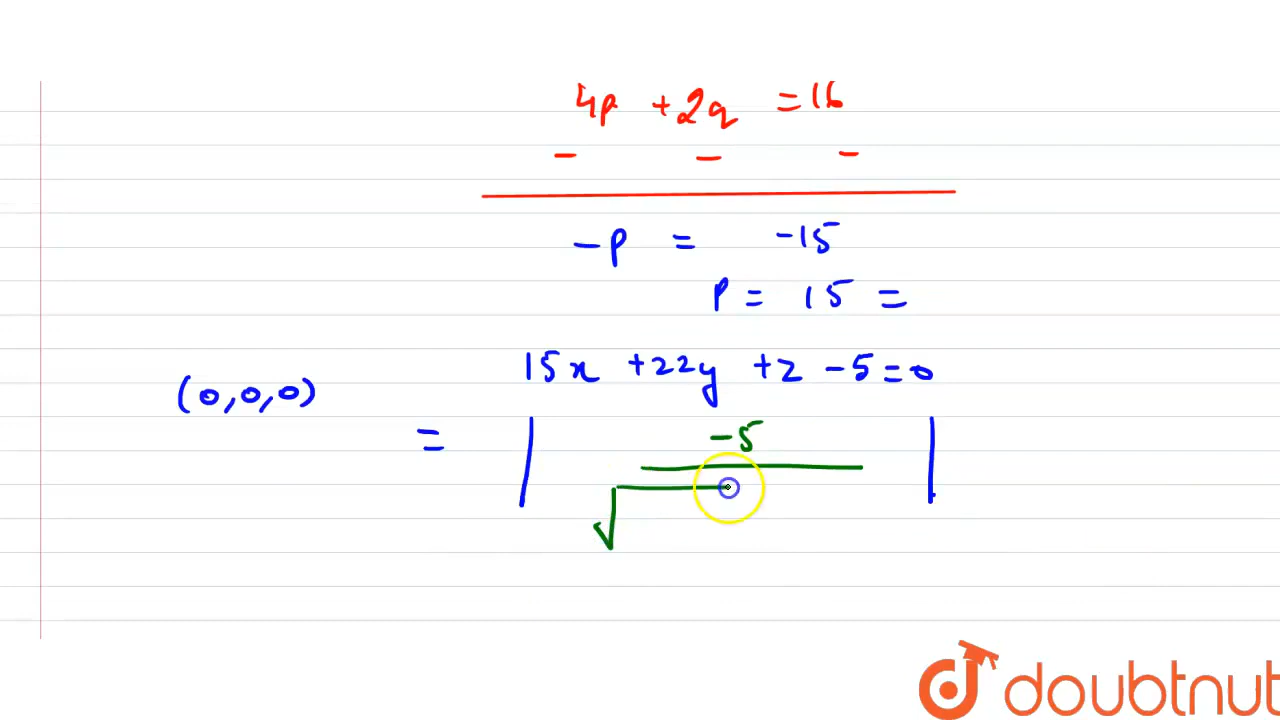 4p + 2q = 16
- - -
-p = -15
p = 15 =
15x + 22y + z - 5 = 0
(0,0,0)
= | -5 |
√
doubtnut